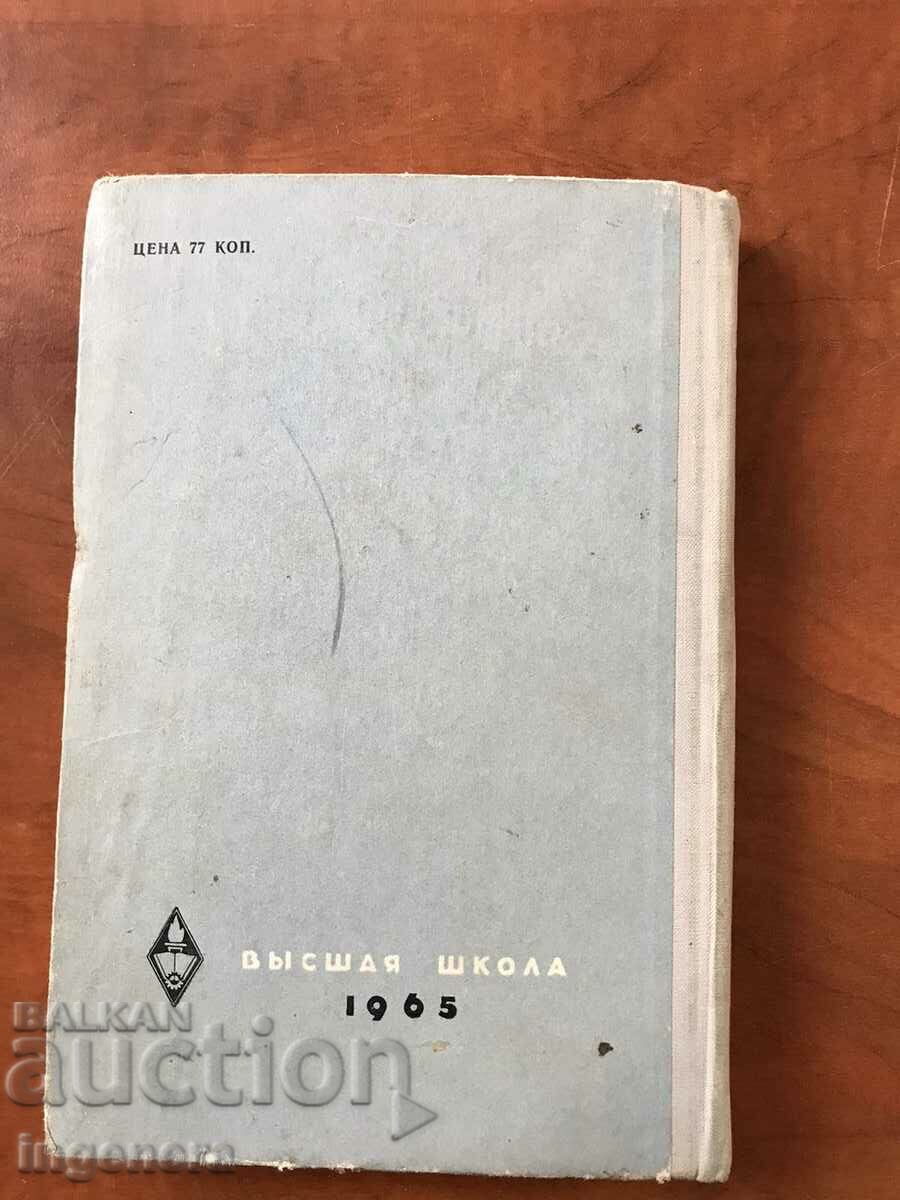 ЦЕНА 77 КОП.
ВЫСШАЯ ШКОЛА
1965
BALKAN
auction
ingenera